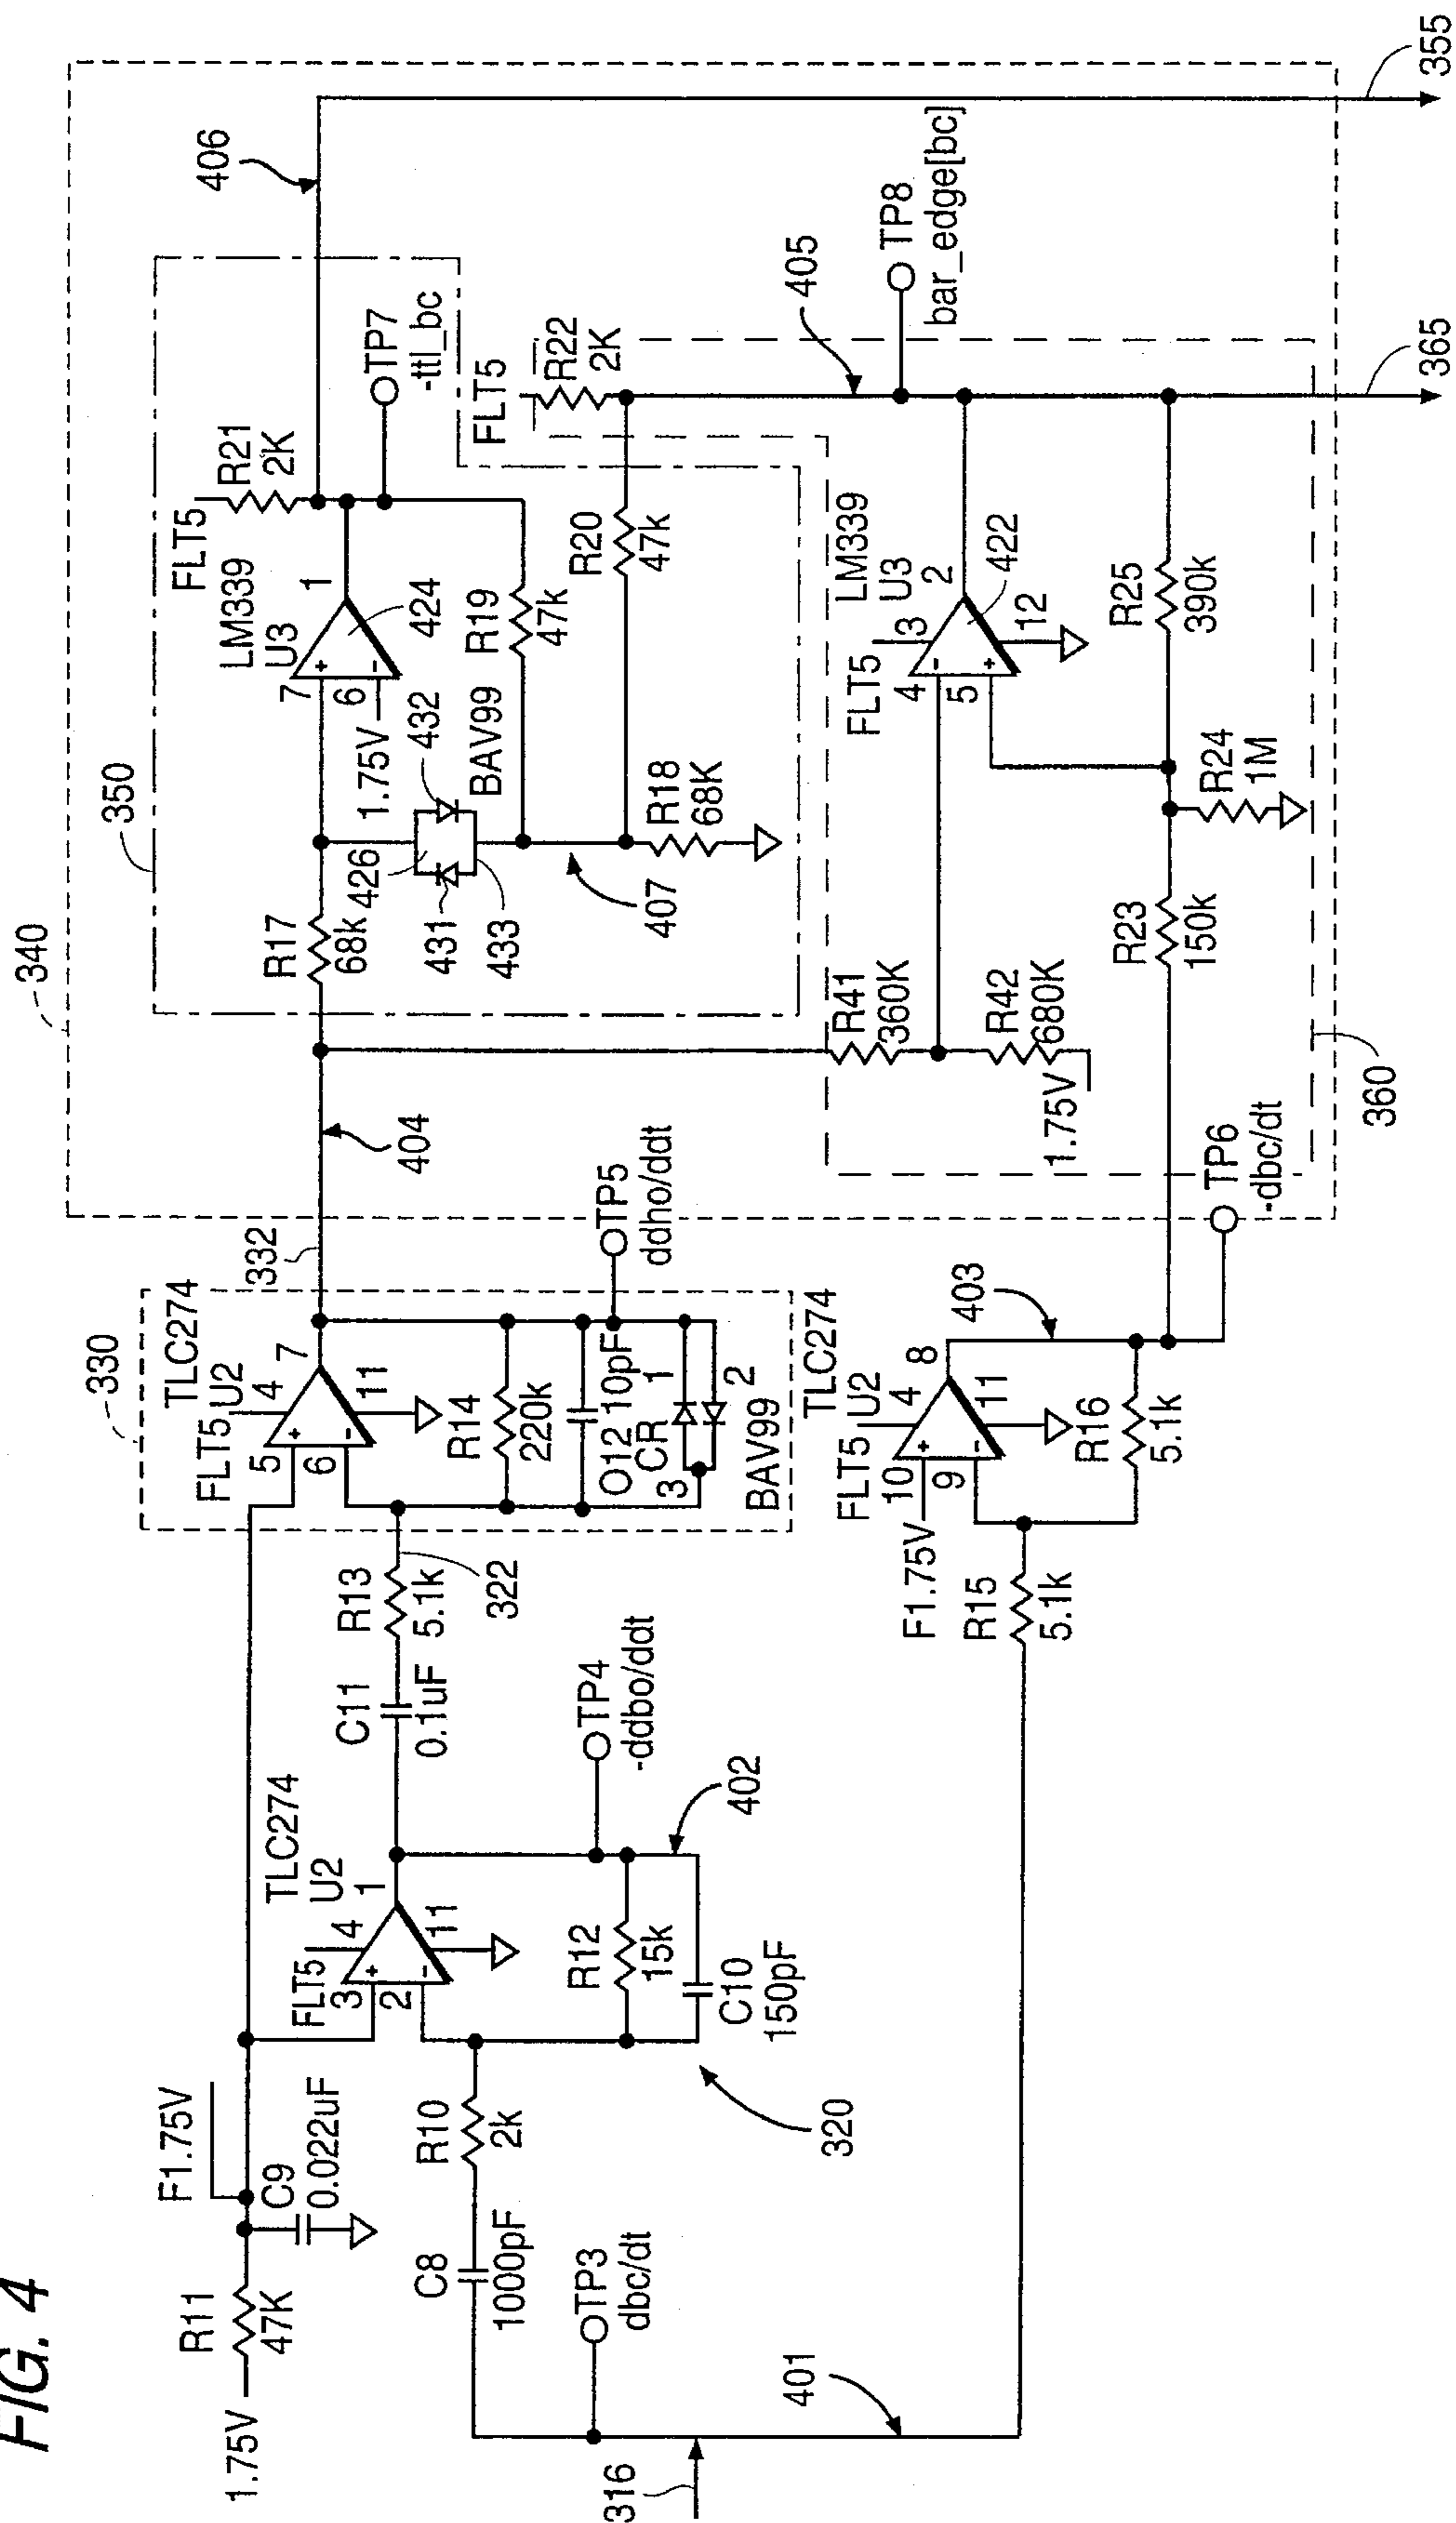 FIG. 4
1.75V
R11
47K
F1.75V
C9
0.022uF
316
401
TP3
dbc/dt
C8
1000pF
R10
2k
320
FLT5
3
2
4
11
TLC274
U2
1
R12
15k
C10
150pF
402
TP4
-ddbo/ddt
C11
0.1uF
R13
5.1k
322
330
FLT5
5
6
TLC274
U2
4
7
11
R14
220k
O12 10pF
CR
1
2
3
BAV99
TP5
ddho/ddt
332
404
F1.75V
R15
5.1k
FLT5
10
9
TLC274
U2
4
8
11
R16
5.1k
403
TP6
-dbc/dt
340
350
R17
68k
426
431
433
432
BAV99
1.75V
7
6
LM339
U3
1
424
FLT5
R21
2K
TP7
-ttl_bc
406
R19
47k
R20
47k
R18
68K
407
FLT5
R22
2K
405
TP8
bar_edge[bc]
R41
360K
R42
680K
1.75V
FLT5
4
5
3
12
LM339
U3
2
422
R23
150k
R24
1M
R25
390k
360
365
355